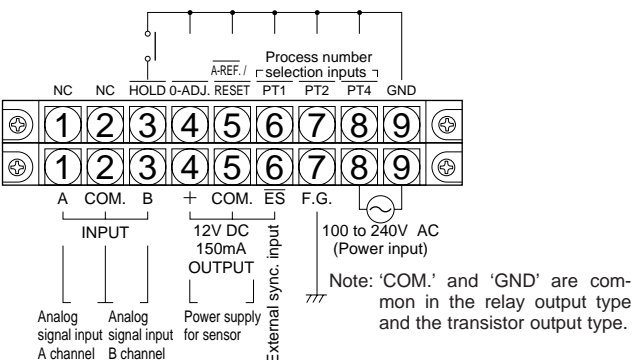 Process number
A-REF. / selection inputs
NC NC HOLD 0-ADJ. RESET PT1 PT2 PT4 GND
1 2 3 4 5 6 7 8 9
1 2 3 4 5 6 7 8 9
A COM. B + COM. ES F.G.
INPUT
12V DC
150mA
OUTPUT
External sync. input
100 to 240V AC
(Power input)
Analog
signal input
A channel
Analog
signal input
B channel
Power supply
for sensor
Note: 'COM.' and 'GND' are com-
mon in the relay output type
and the transistor output type.